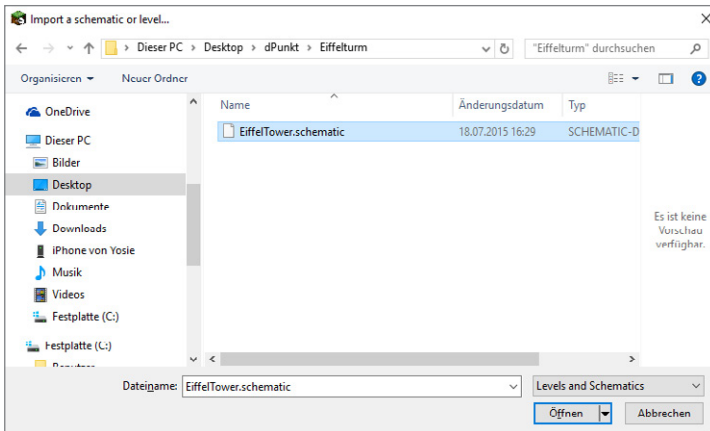 Import a schematic or level...
Dieser PC > Desktop > dPunkt > Eiffelturm
"Eiffelturm" durchsuchen
Organisieren
Neuer Ordner
Name
Änderungsdatum
Typ
OneDrive
Dieser PC
Bilder
Desktop
Dokumente
Downloads
iPhone von Yosie
Musik
Videos
Festplatte (C:)
Festplatte (C:)
EiffelTower.schematic
18.07.2015 16:29
SCHEMATIC-D
Es ist keine
Vorschau
verfügbar.
Dateiname: EiffelTower.schematic
Levels and Schematics
Öffnen
Abbrechen